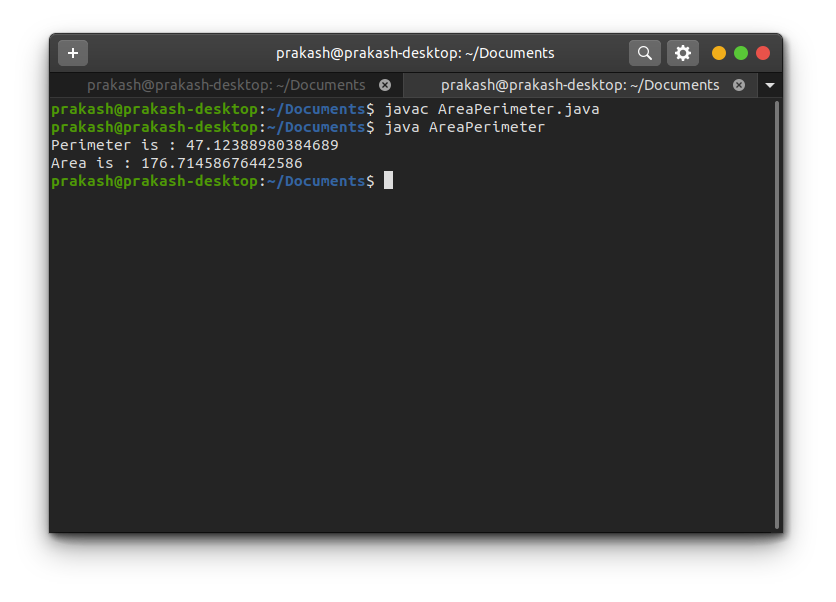 prakash@prakash-desktop: ~/Documents
prakash@prakash-desktop: ~/Documents prakash@prakash-desktop: ~/Documents
prakash@prakash-desktop:~/Documents$ javac AreaPerimeter.java
prakash@prakash-desktop:~/Documents$ java AreaPerimeter
Perimeter is : 47.12388980384689
Area is : 176.71458676442586
prakash@prakash-desktop:~/Documents$